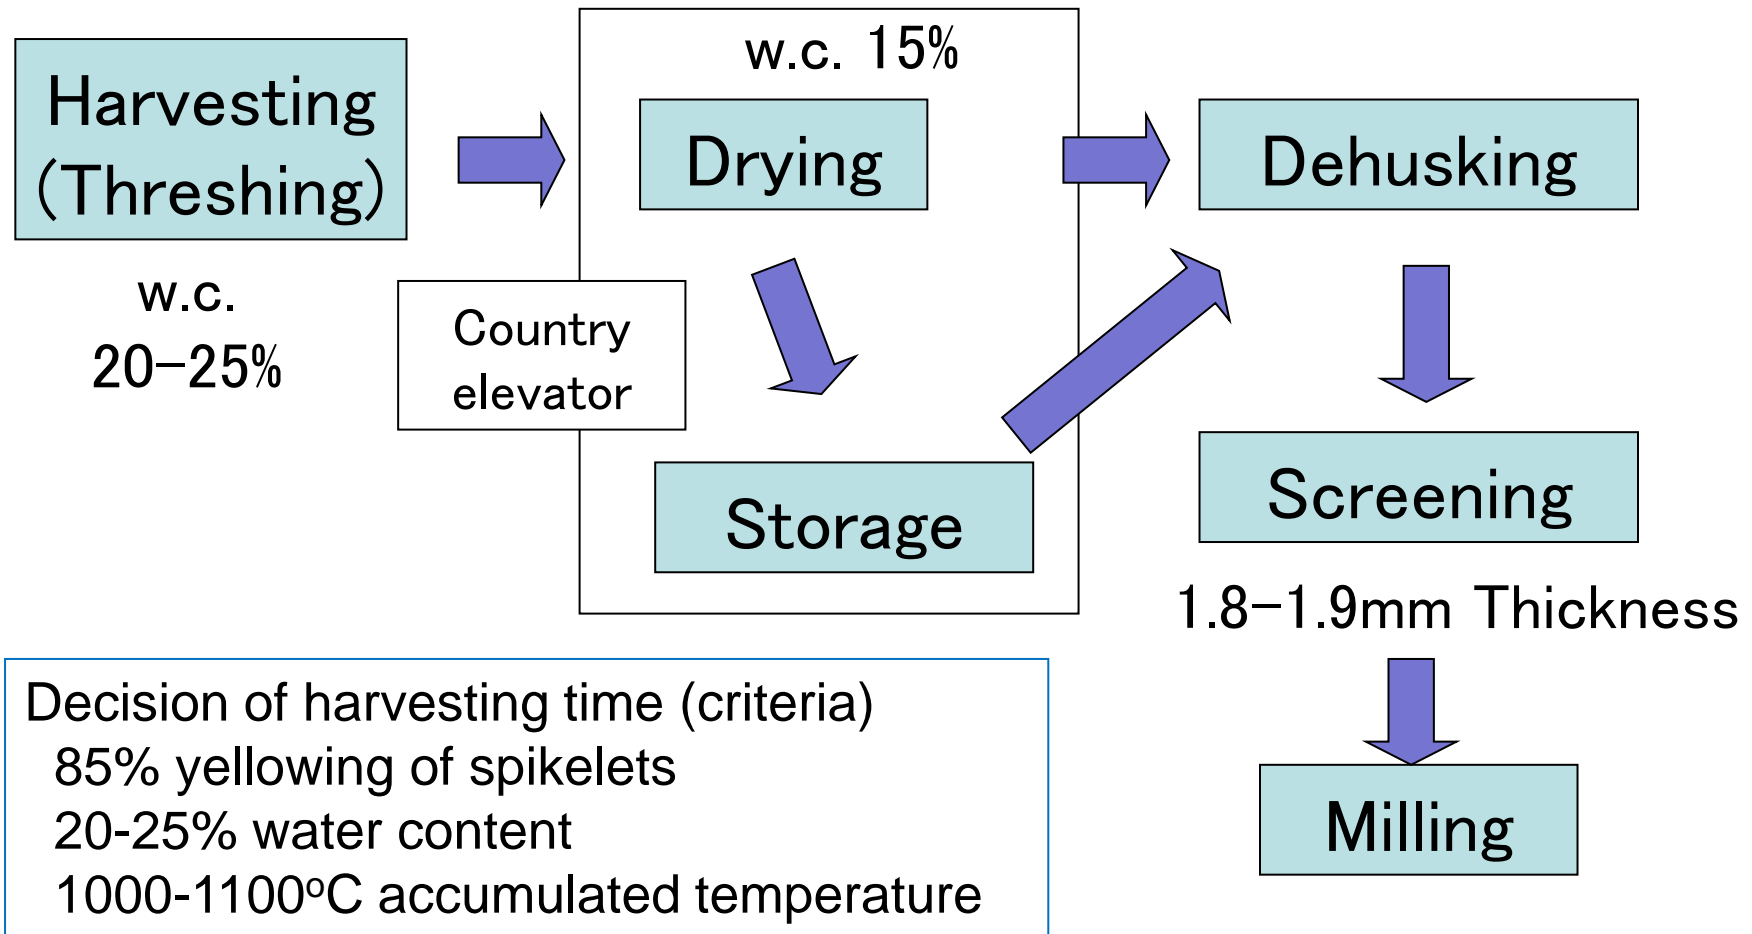 Harvesting
(Threshing)
w.c.
20-25%
w.c. 15%
Drying
Country
elevator
Storage
Dehusking
Screening
1.8-1.9mm Thickness
Milling
Decision of harvesting time (criteria)
85% yellowing of spikelets
20-25% water content
1000-1100°C accumulated temperature